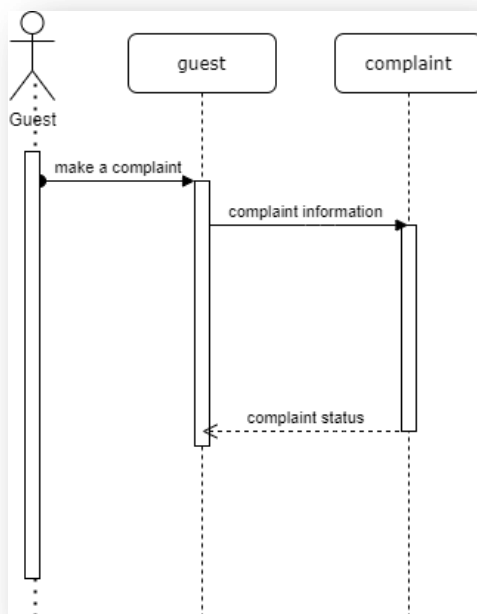 guest
complaint
Guest
make a complaint
complaint information
complaint status